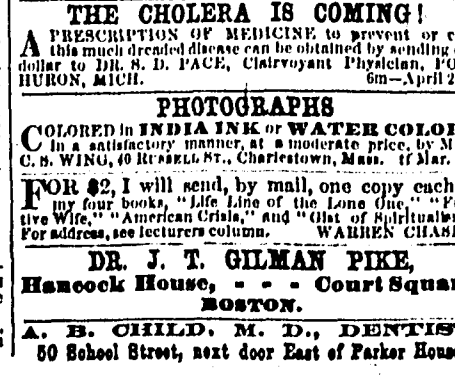 THE CHOLERA IS COMING!
A PRESCRIPTION OF MEDICINE to prevent or c
this much dreaded disease can be obtained by sending
dollar to DR. S. D. PACE, Clairvoyant Physician, PO
HURON, MICH. 6m—April 2
PHOTOGRAPHS
COLORED in INDIA INK or WATER COLO
in a satisfactory manner, at a moderate price, by M
C. S. WING, 40 RUSSELL ST., Charlestown, Mass. tf Mar.
FOR $2, I will send, by mail, one copy each
my four books, "Life Line of the Lone One," "F
tive Wife," "American Crisis," and "Gist of Spiritualis
For address, see lecturers column. WARREN CHAS
DR. J. T. GILMAN PIKE,
Hancock House, - - - Court Squa
BOSTON.
A. B. CHILD, M. D., DENTIS
50 School Street, next door East of Parker Hous